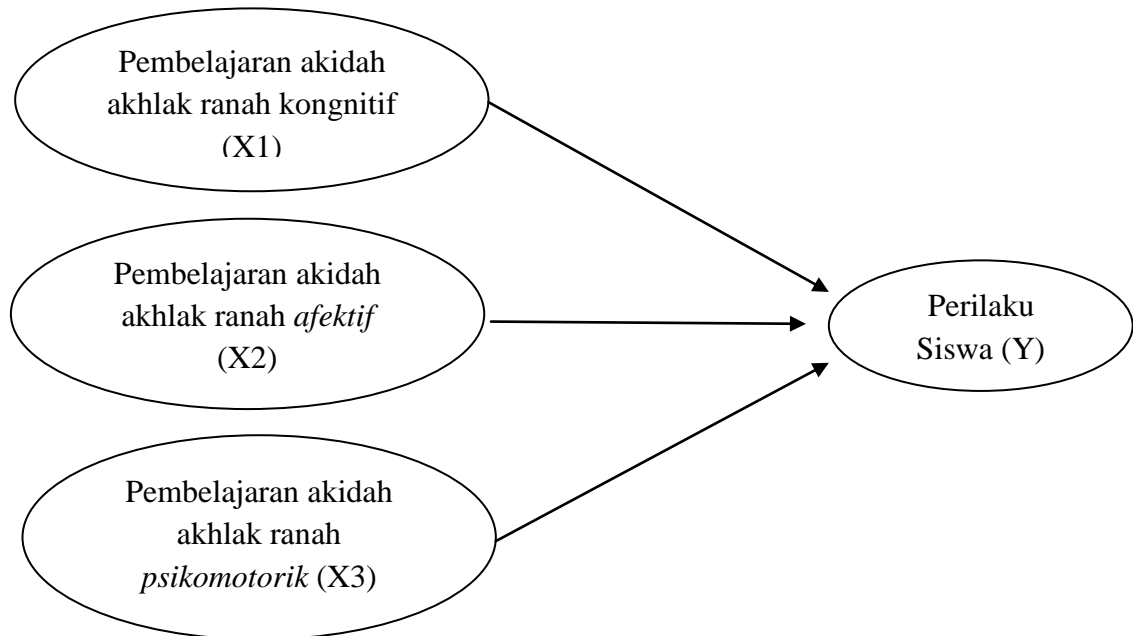 Pembelajaran akidah
akhlak ranah kongnitif
(X1)
Pembelajaran akidah
akhlak ranah afektif
(X2)
Pembelajaran akidah
akhlak ranah
psikomotorik (X3)
Perilaku
Siswa (Y)